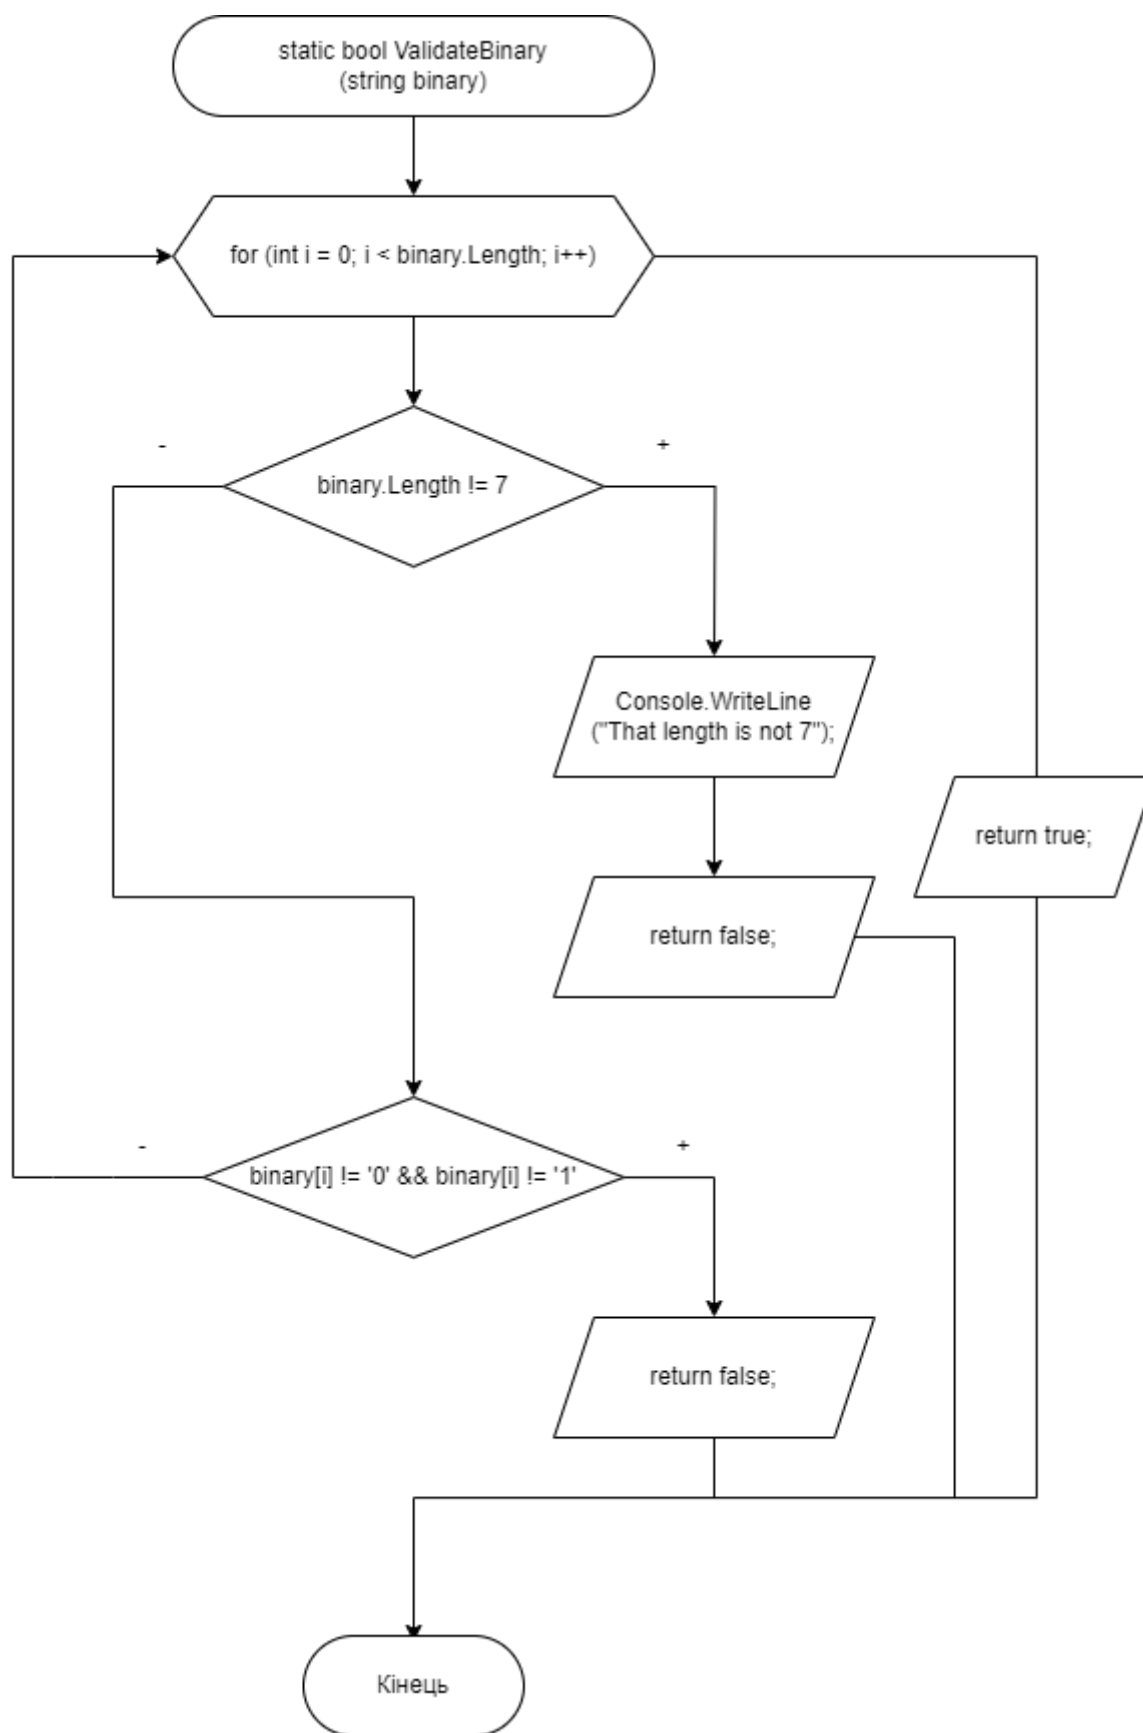 static bool ValidateBinary
(string binary)
for (int i = 0; i < binary.Length; i++)
-
+
binary.Length != 7
Console.WriteLine
("That length is not 7");
return true;
return false;
-
+
binary[i] != '0' && binary[i] != '1'
return false;
Кінець